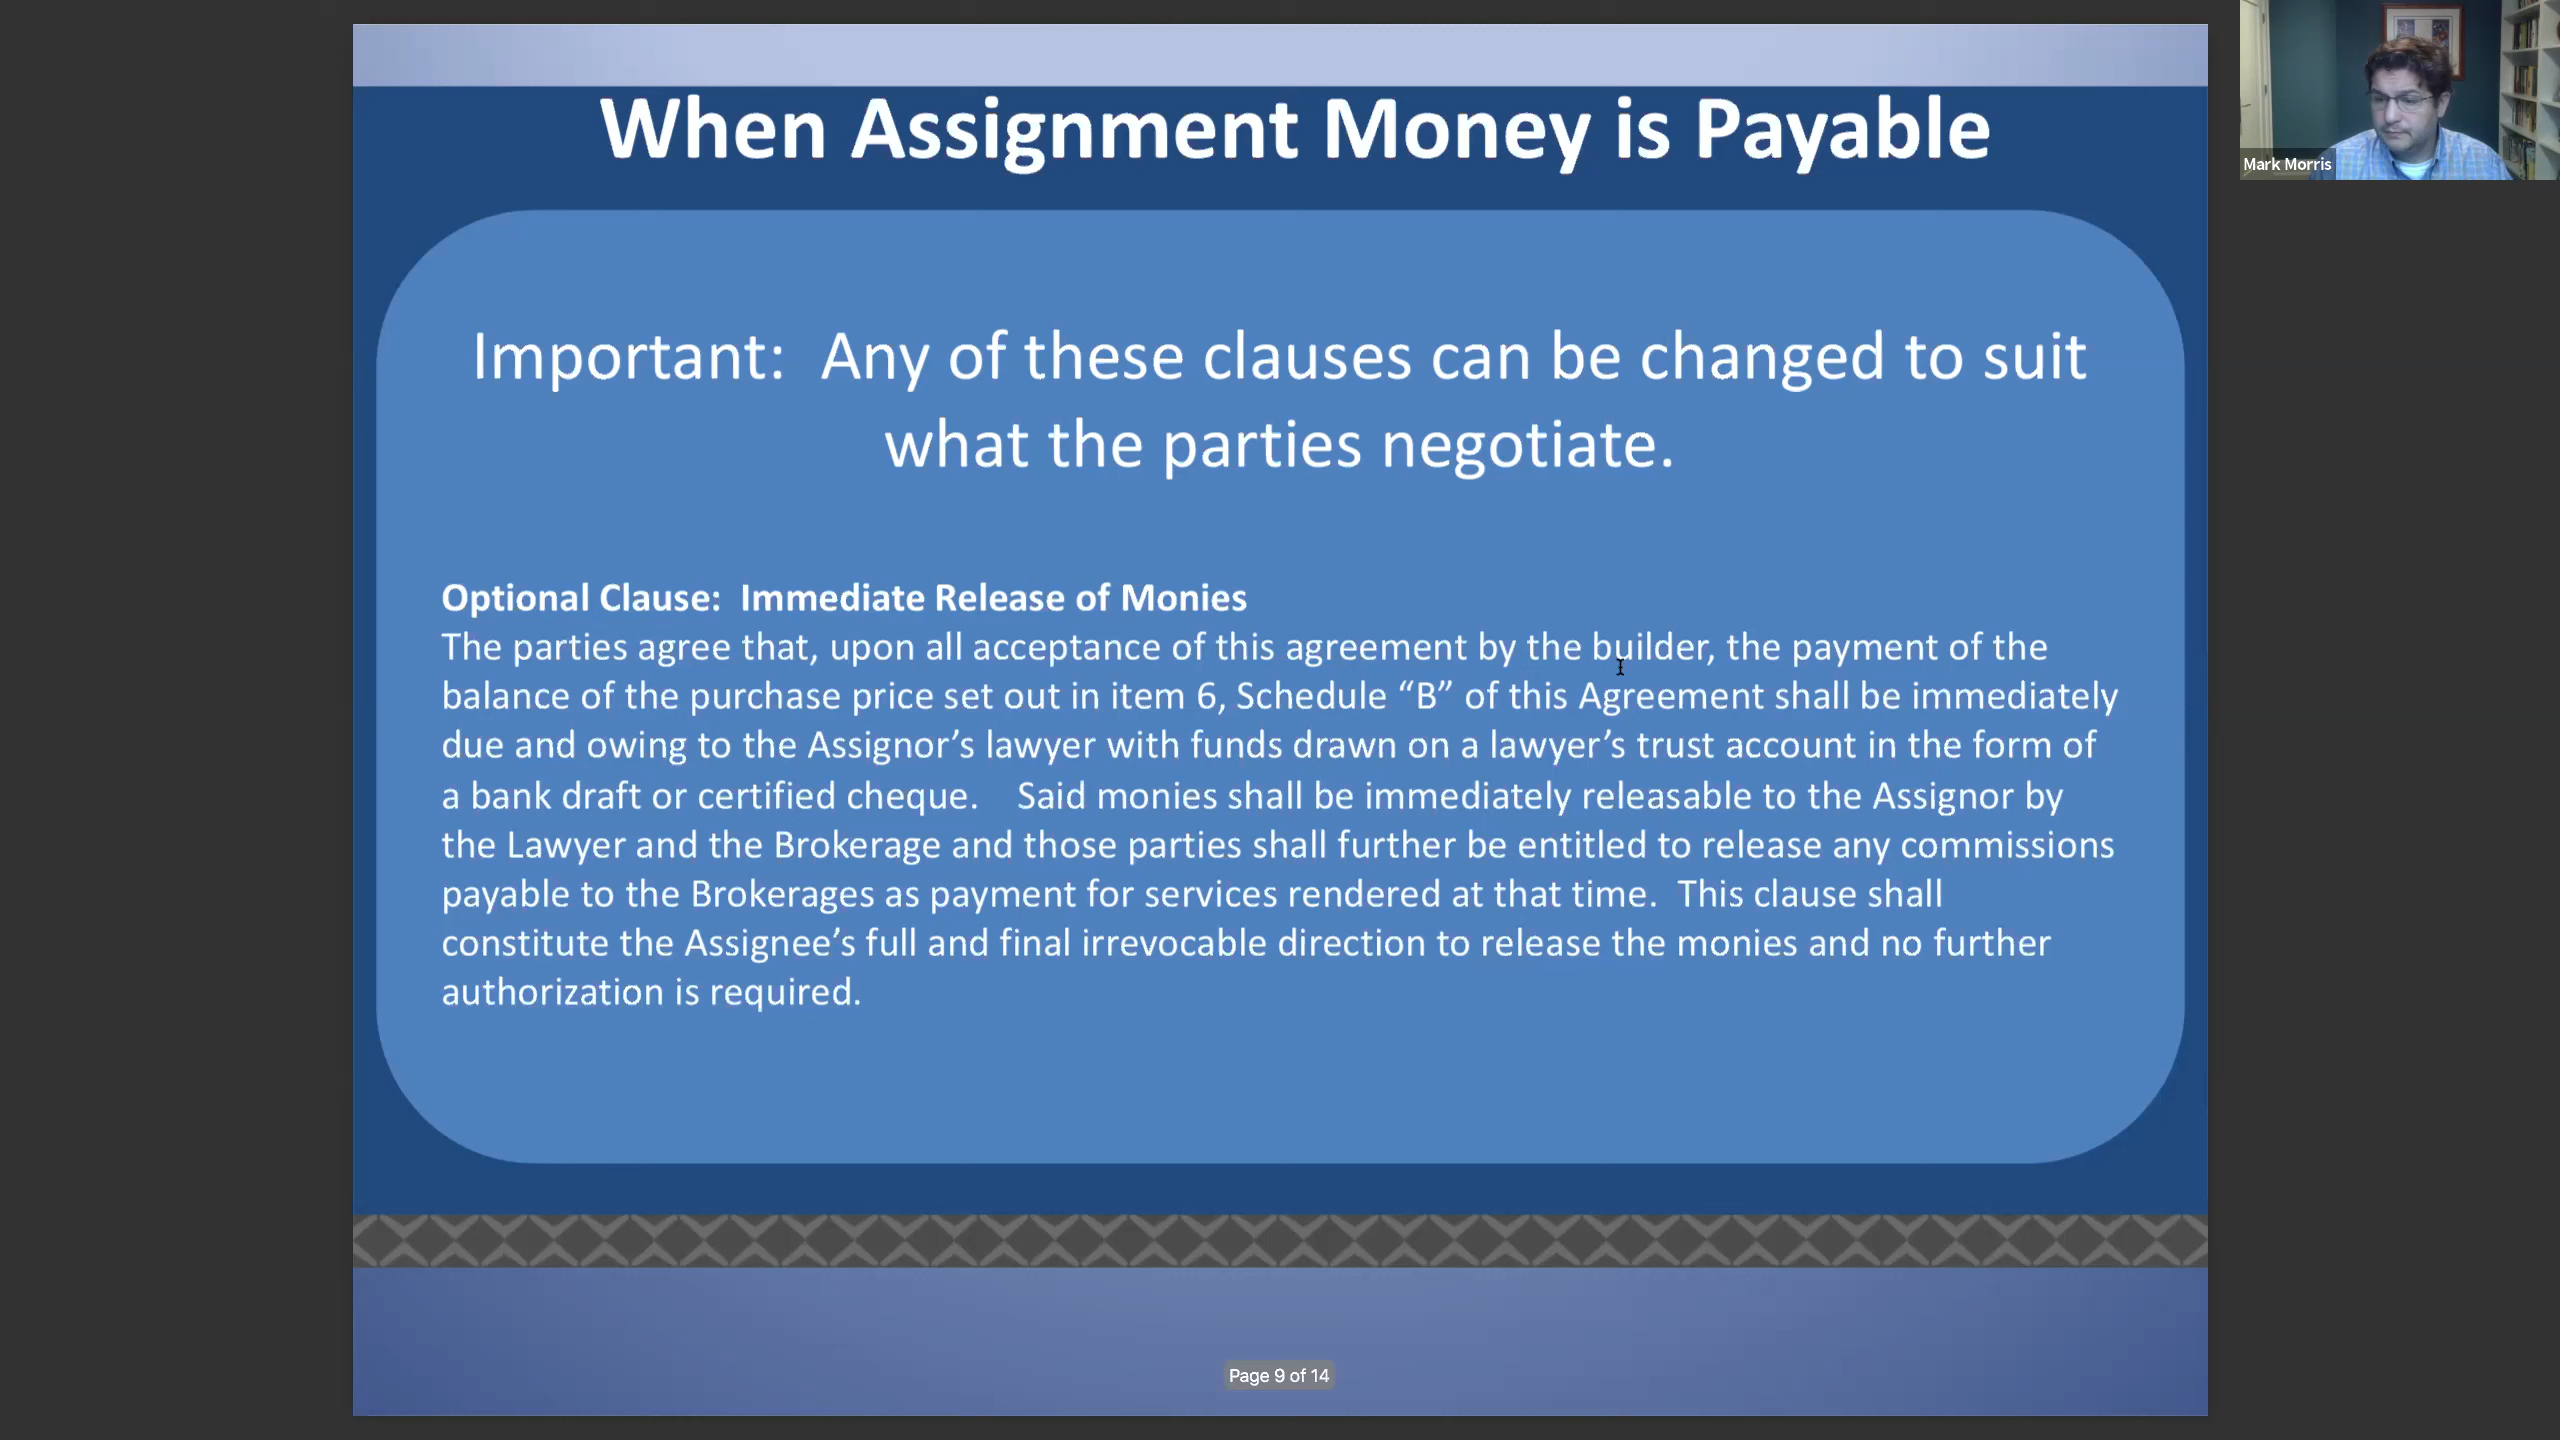 When Assignment Money is Payable
Mark Morris
Important:  Any of these clauses can be changed to suit
what the parties negotiate.
Optional Clause:  Immediate Release of Monies
The parties agree that, upon all acceptance of this agreement by the builder, the payment of the
balance of the purchase price set out in item 6, Schedule “B” of this Agreement shall be immediately
due and owing to the Assignor’s lawyer with funds drawn on a lawyer’s trust account in the form of
a bank draft or certified cheque.    Said monies shall be immediately releasable to the Assignor by
the Lawyer and the Brokerage and those parties shall further be entitled to release any commissions
payable to the Brokerages as payment for services rendered at that time.  This clause shall
constitute the Assignee’s full and final irrevocable direction to release the monies and no further
authorization is required.
Page 9 of 14